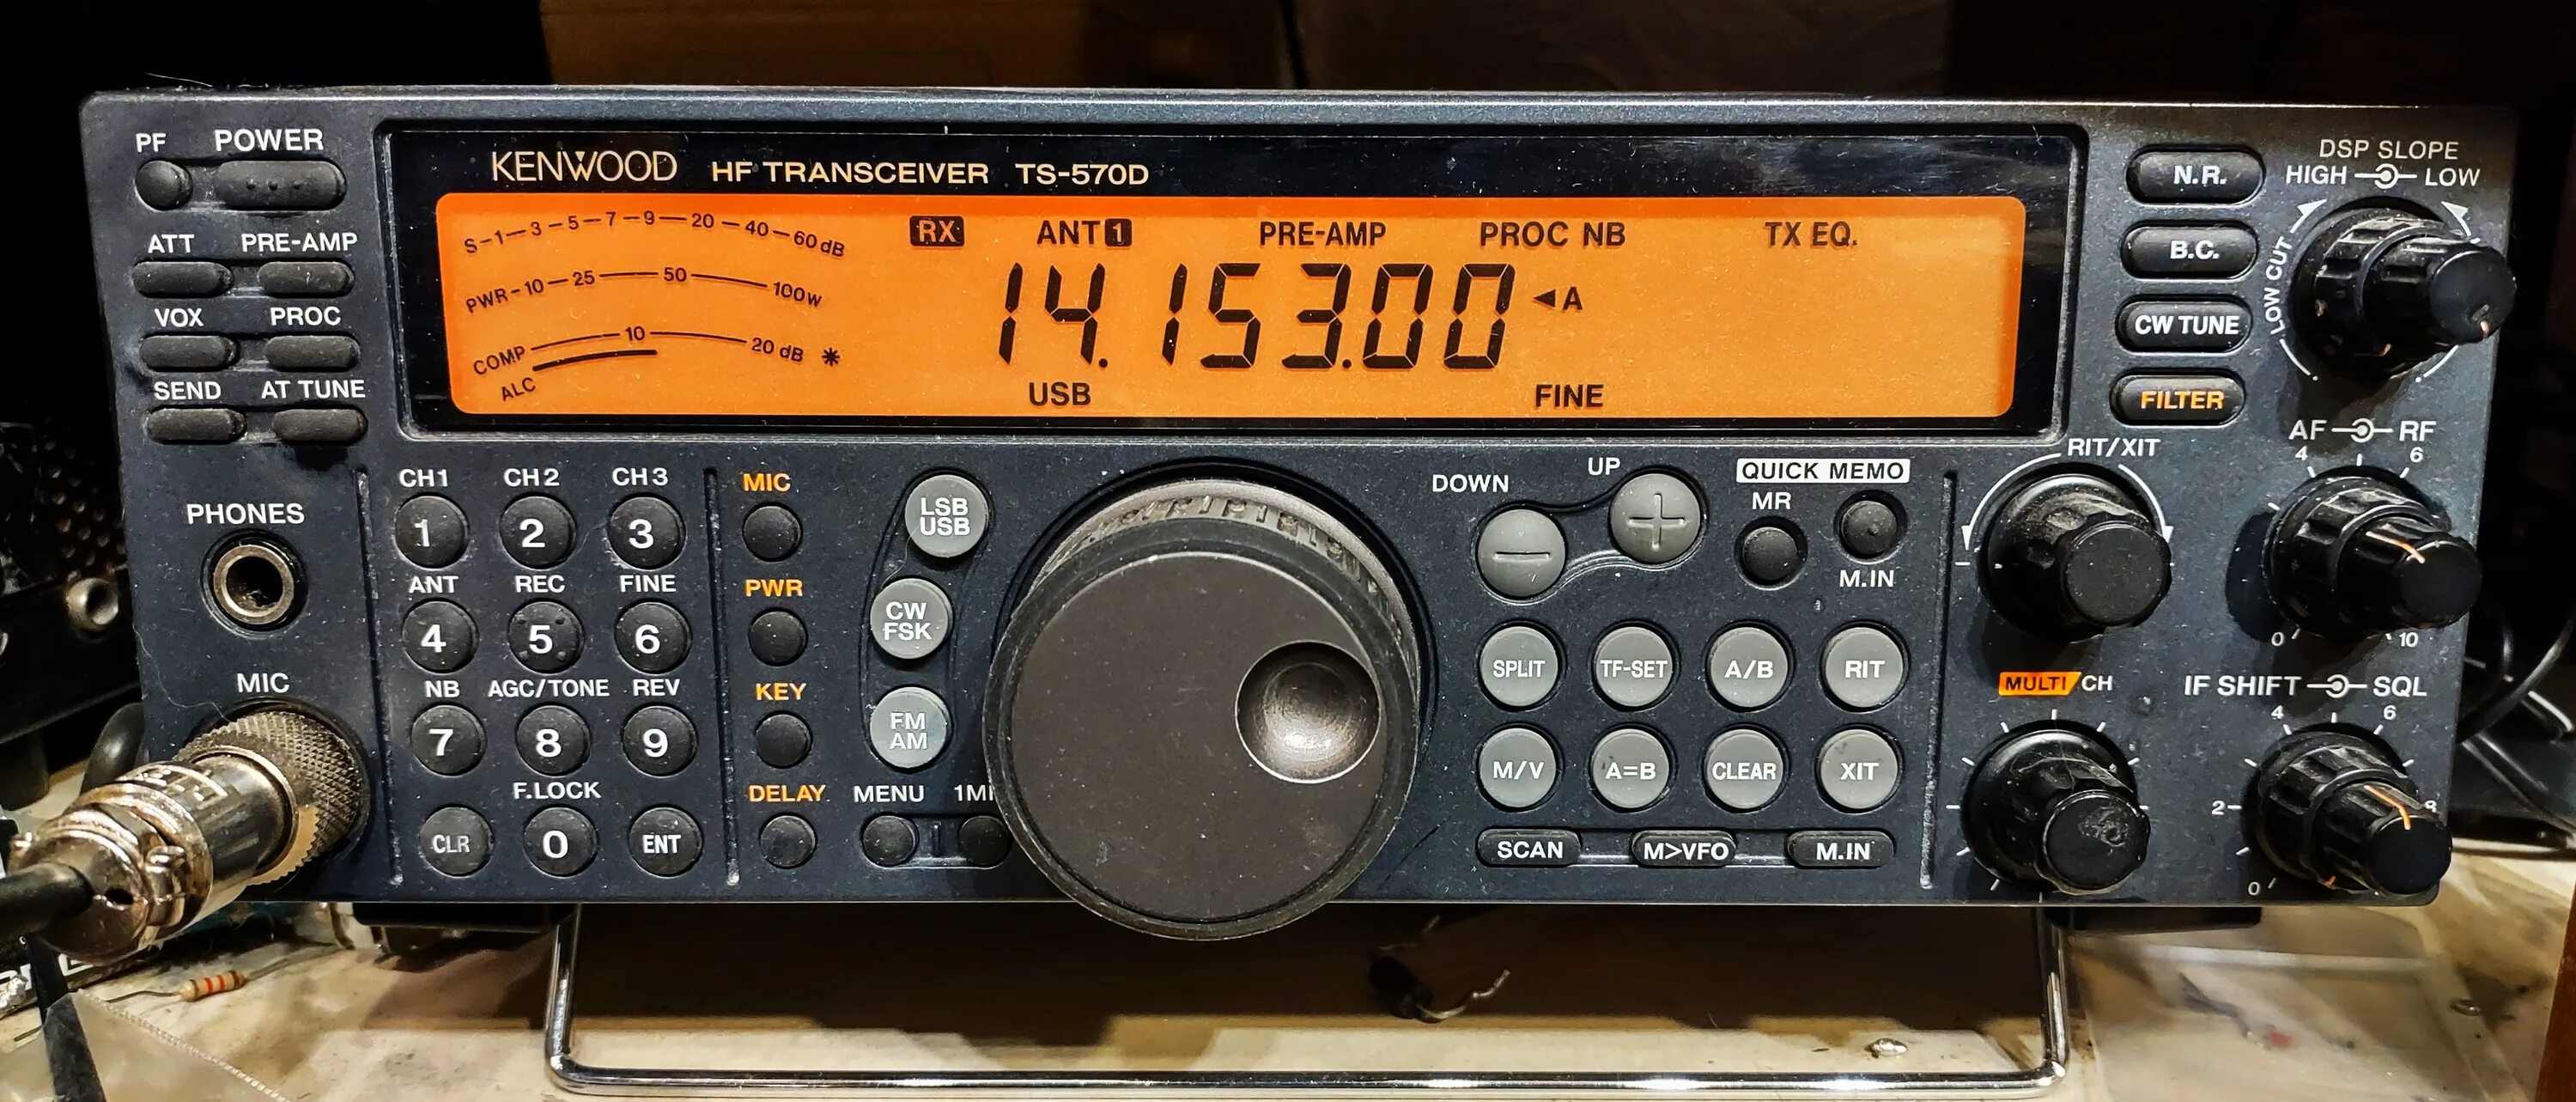 PF POWER
ATT PRE-AMP
VOX PROC
SEND AT TUNE
PHONES
MIC
KENWOOD HF TRANSCEIVER TS-570D
S-1-3-5-7-9-20-40-60dB
PWR-10-25-50-100W
COMP 10 20 dB *
ALC
RX ANT 1 PRE-AMP PROC NB TX EQ.
14.153.00 ◄A
USB FINE
CH1 CH2 CH3
1 2 3
ANT REC FINE
4 5 6
NB AGC/TONE REV
7 8 9
F.LOCK
CLR 0 ENT
MIC
PWR
KEY
DELAY
LSB
USB
CW
FSK
FM
AM
MENU
DOWN UP
− +
QUICK MEMO
MR
M.IN
SPLIT TF-SET A/B RIT
M/V A=B CLEAR XIT
SCAN M>VFO M.IN
N.R.
B.C.
CW TUNE
FILTER
DSP SLOPE
HIGH LOW
LOW CUT
RIT/XIT
AF RF
4 6
0 10
MULTI/CH
IF SHIFT SQL
4 6
2 8
0